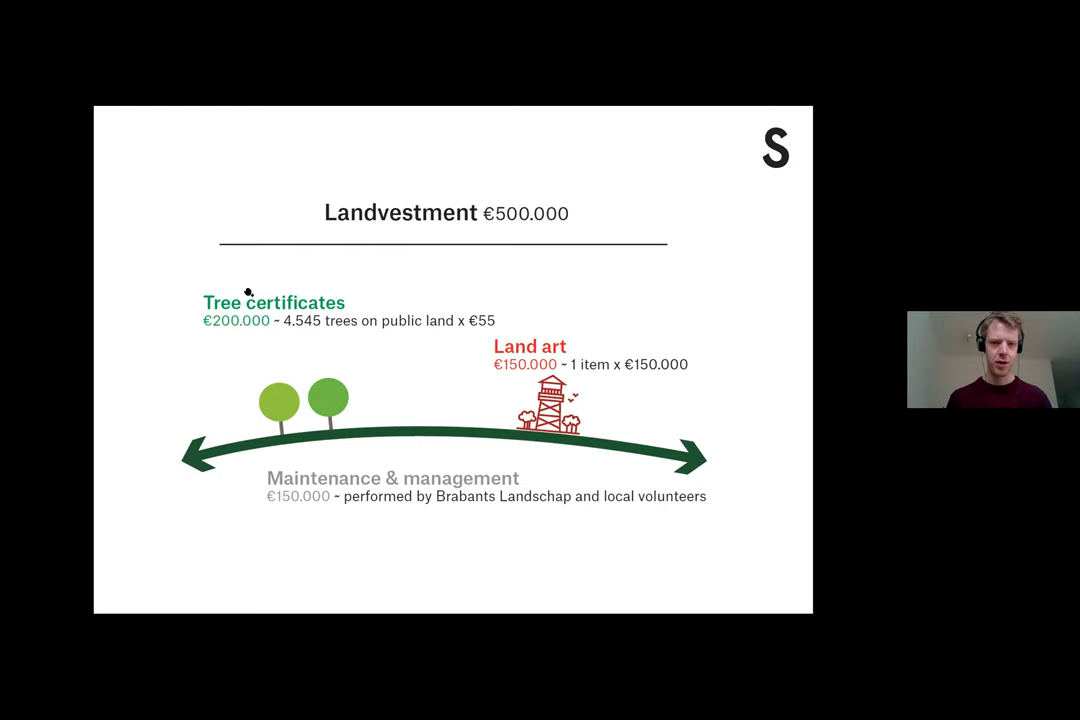 S
Landvestment €500.000
Tree certificates
€200.000 ~ 4.545 trees on public land x €55
Land art
€150.000 ~ 1 item x €150.000
Maintenance & management
€150.000 ~ performed by Brabants Landschap and local volunteers